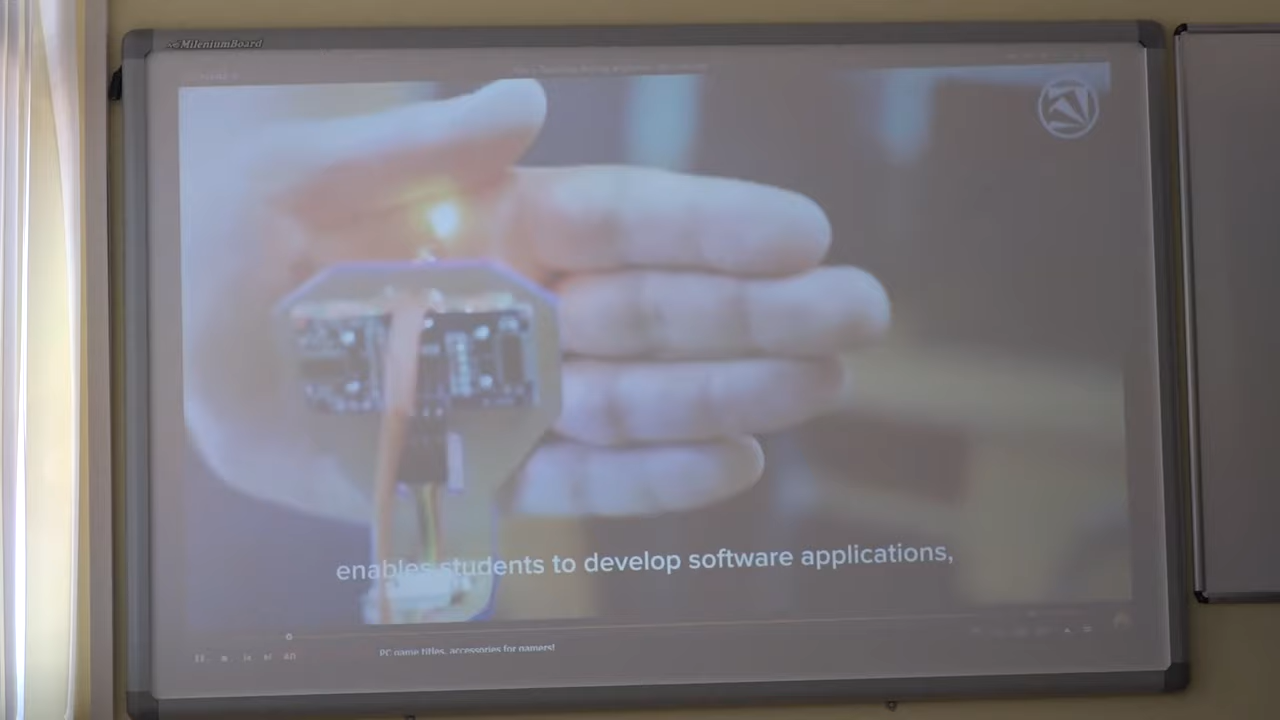 MileniumBoard
enables students to develop software applications,
PC game titles, accessories for gamers!